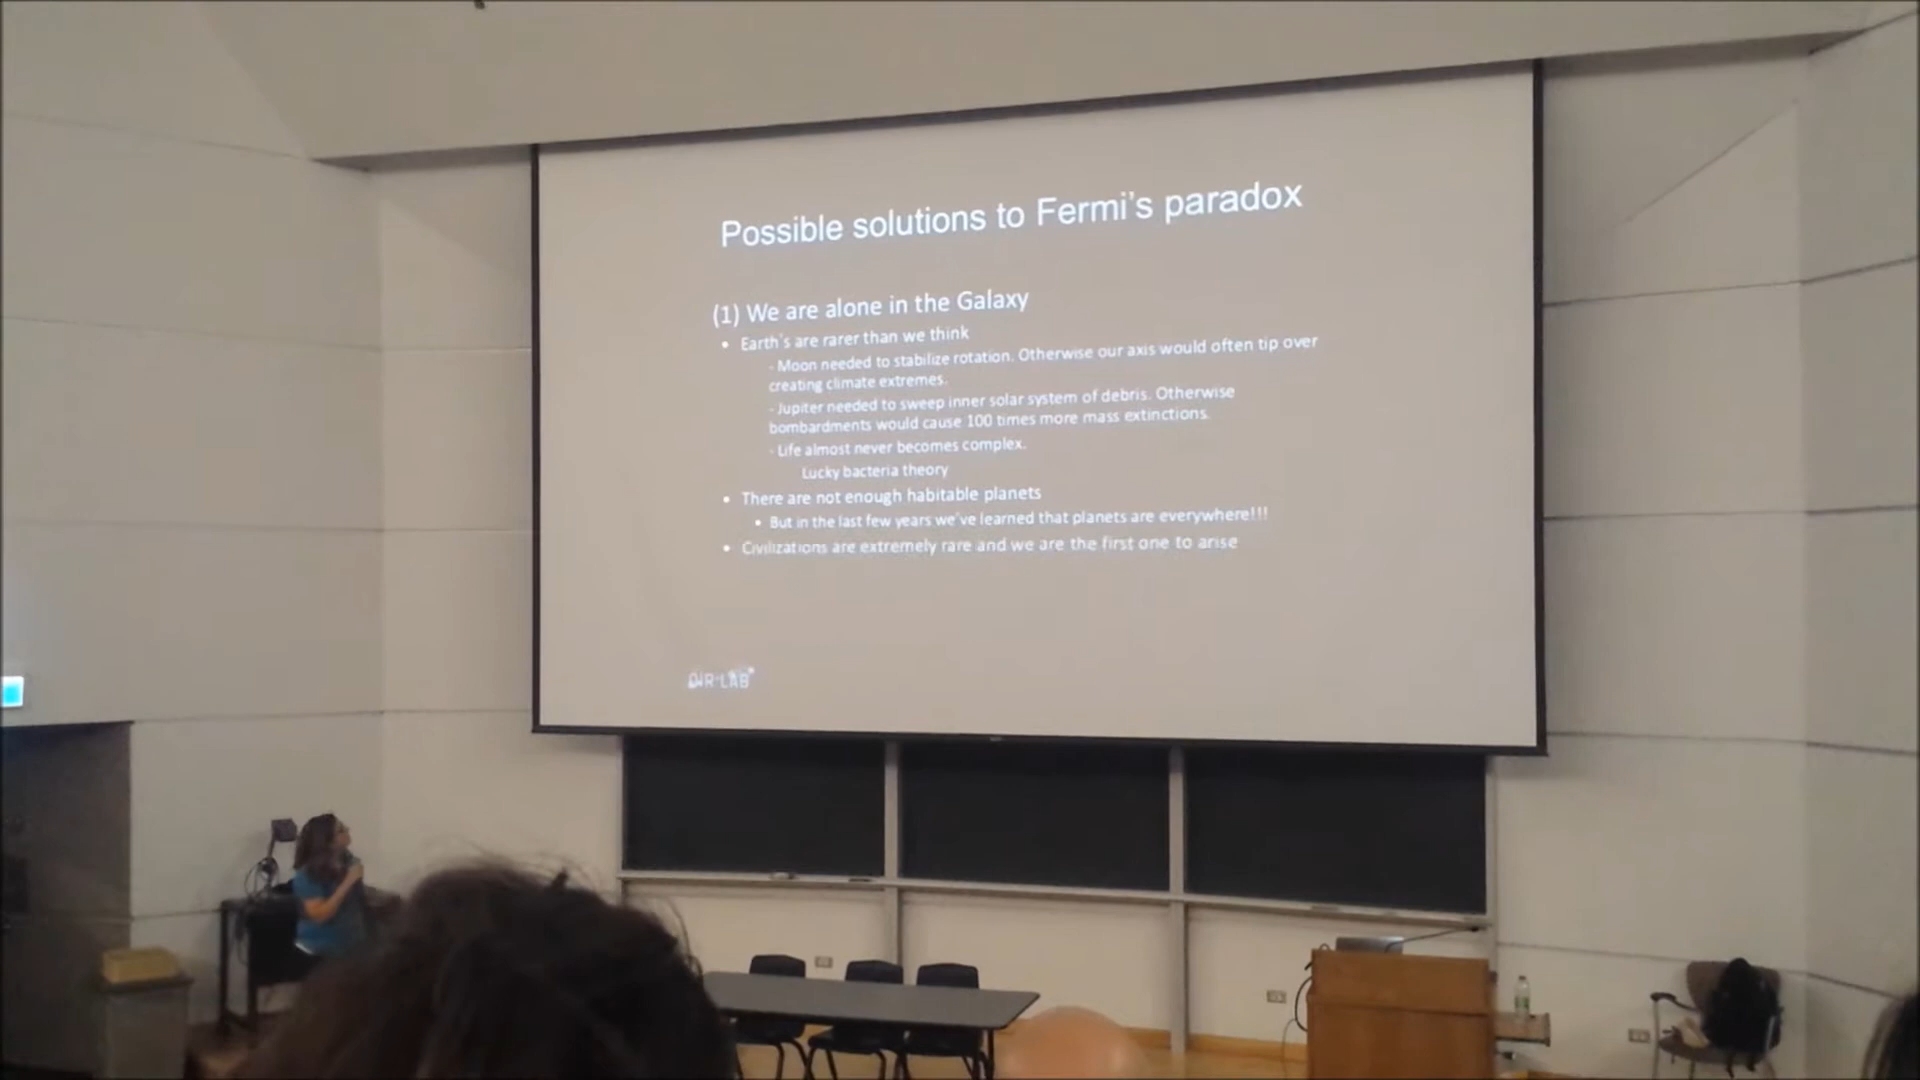 Possible solutions to Fermi's paradox
(1) We are alone in the Galaxy
• Earth's are rarer than we think
- Moon needed to stabilize rotation. Otherwise our axis would often tip over
creating climate extremes.
- Jupiter needed to sweep inner solar system of debris. Otherwise
bombardments would cause 100 times more mass extinctions.
- Life almost never becomes complex.
Lucky bacteria theory
• There are not enough habitable planets
• But in the last few years we've learned that planets are everywhere!!!
• Civilizations are extremely rare and we are the first one to arise